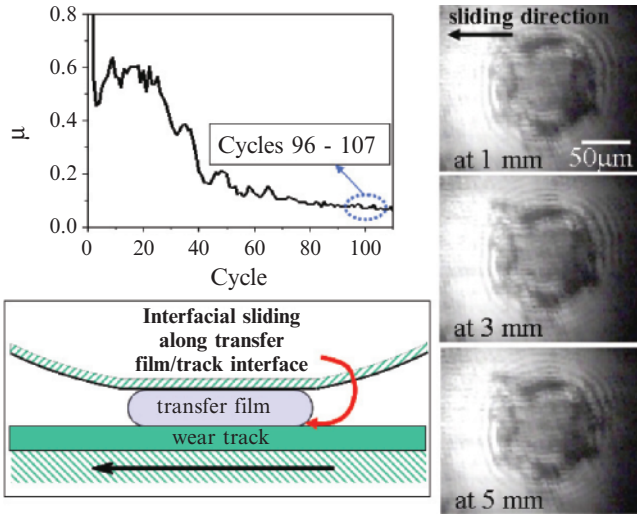 μ
0.8
0.6
0.4
0.2
0.0
0 20 40 60 80 100
Cycle
Cycles 96 - 107
sliding direction
at 1 mm
50μm
at 3 mm
at 5 mm
Interfacial sliding
along transfer
film/track interface
transfer film
wear track